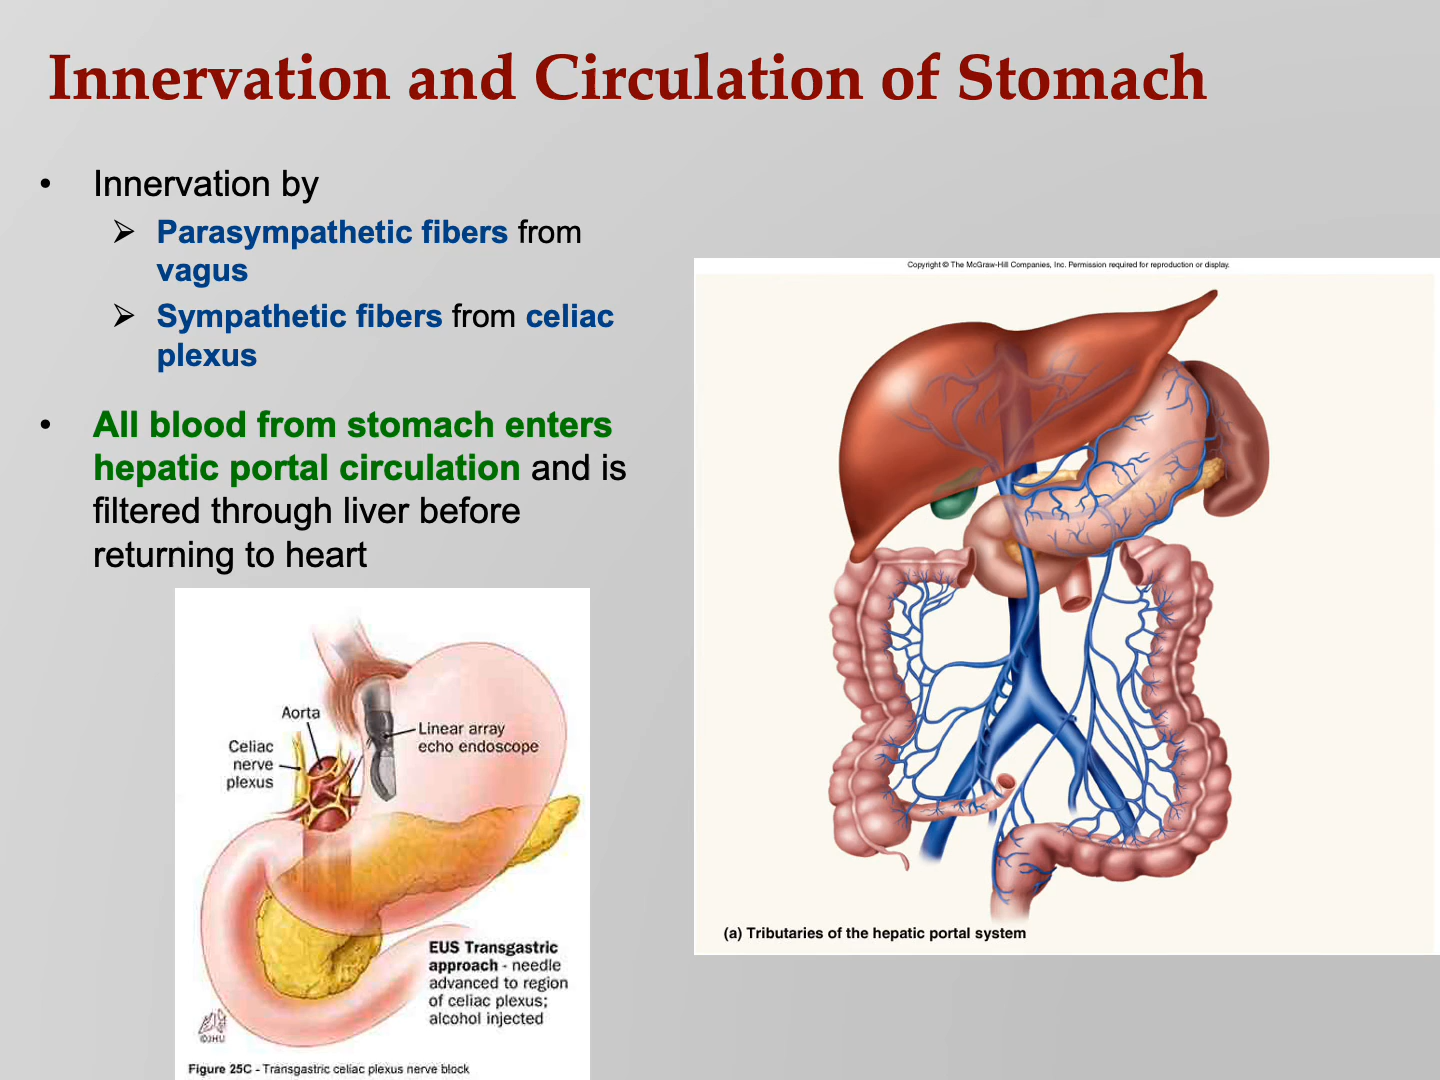 Innervation and Circulation of Stomach
• Innervation by
➢ Parasympathetic fibers from
vagus
➢ Sympathetic fibers from celiac
plexus
• All blood from stomach enters
hepatic portal circulation and is
filtered through liver before
returning to heart
Aorta
Celiac
nerve
plexus
Linear array
echo endoscope
EUS Transgastric
approach - needle
advanced to region
of celiac plexus;
alcohol injected
©JHU
Figure 25C - Transgastric celiac plexus nerve block
Copyright © The McGraw-Hill Companies, Inc. Permission required for reproduction or display.
(a) Tributaries of the hepatic portal system